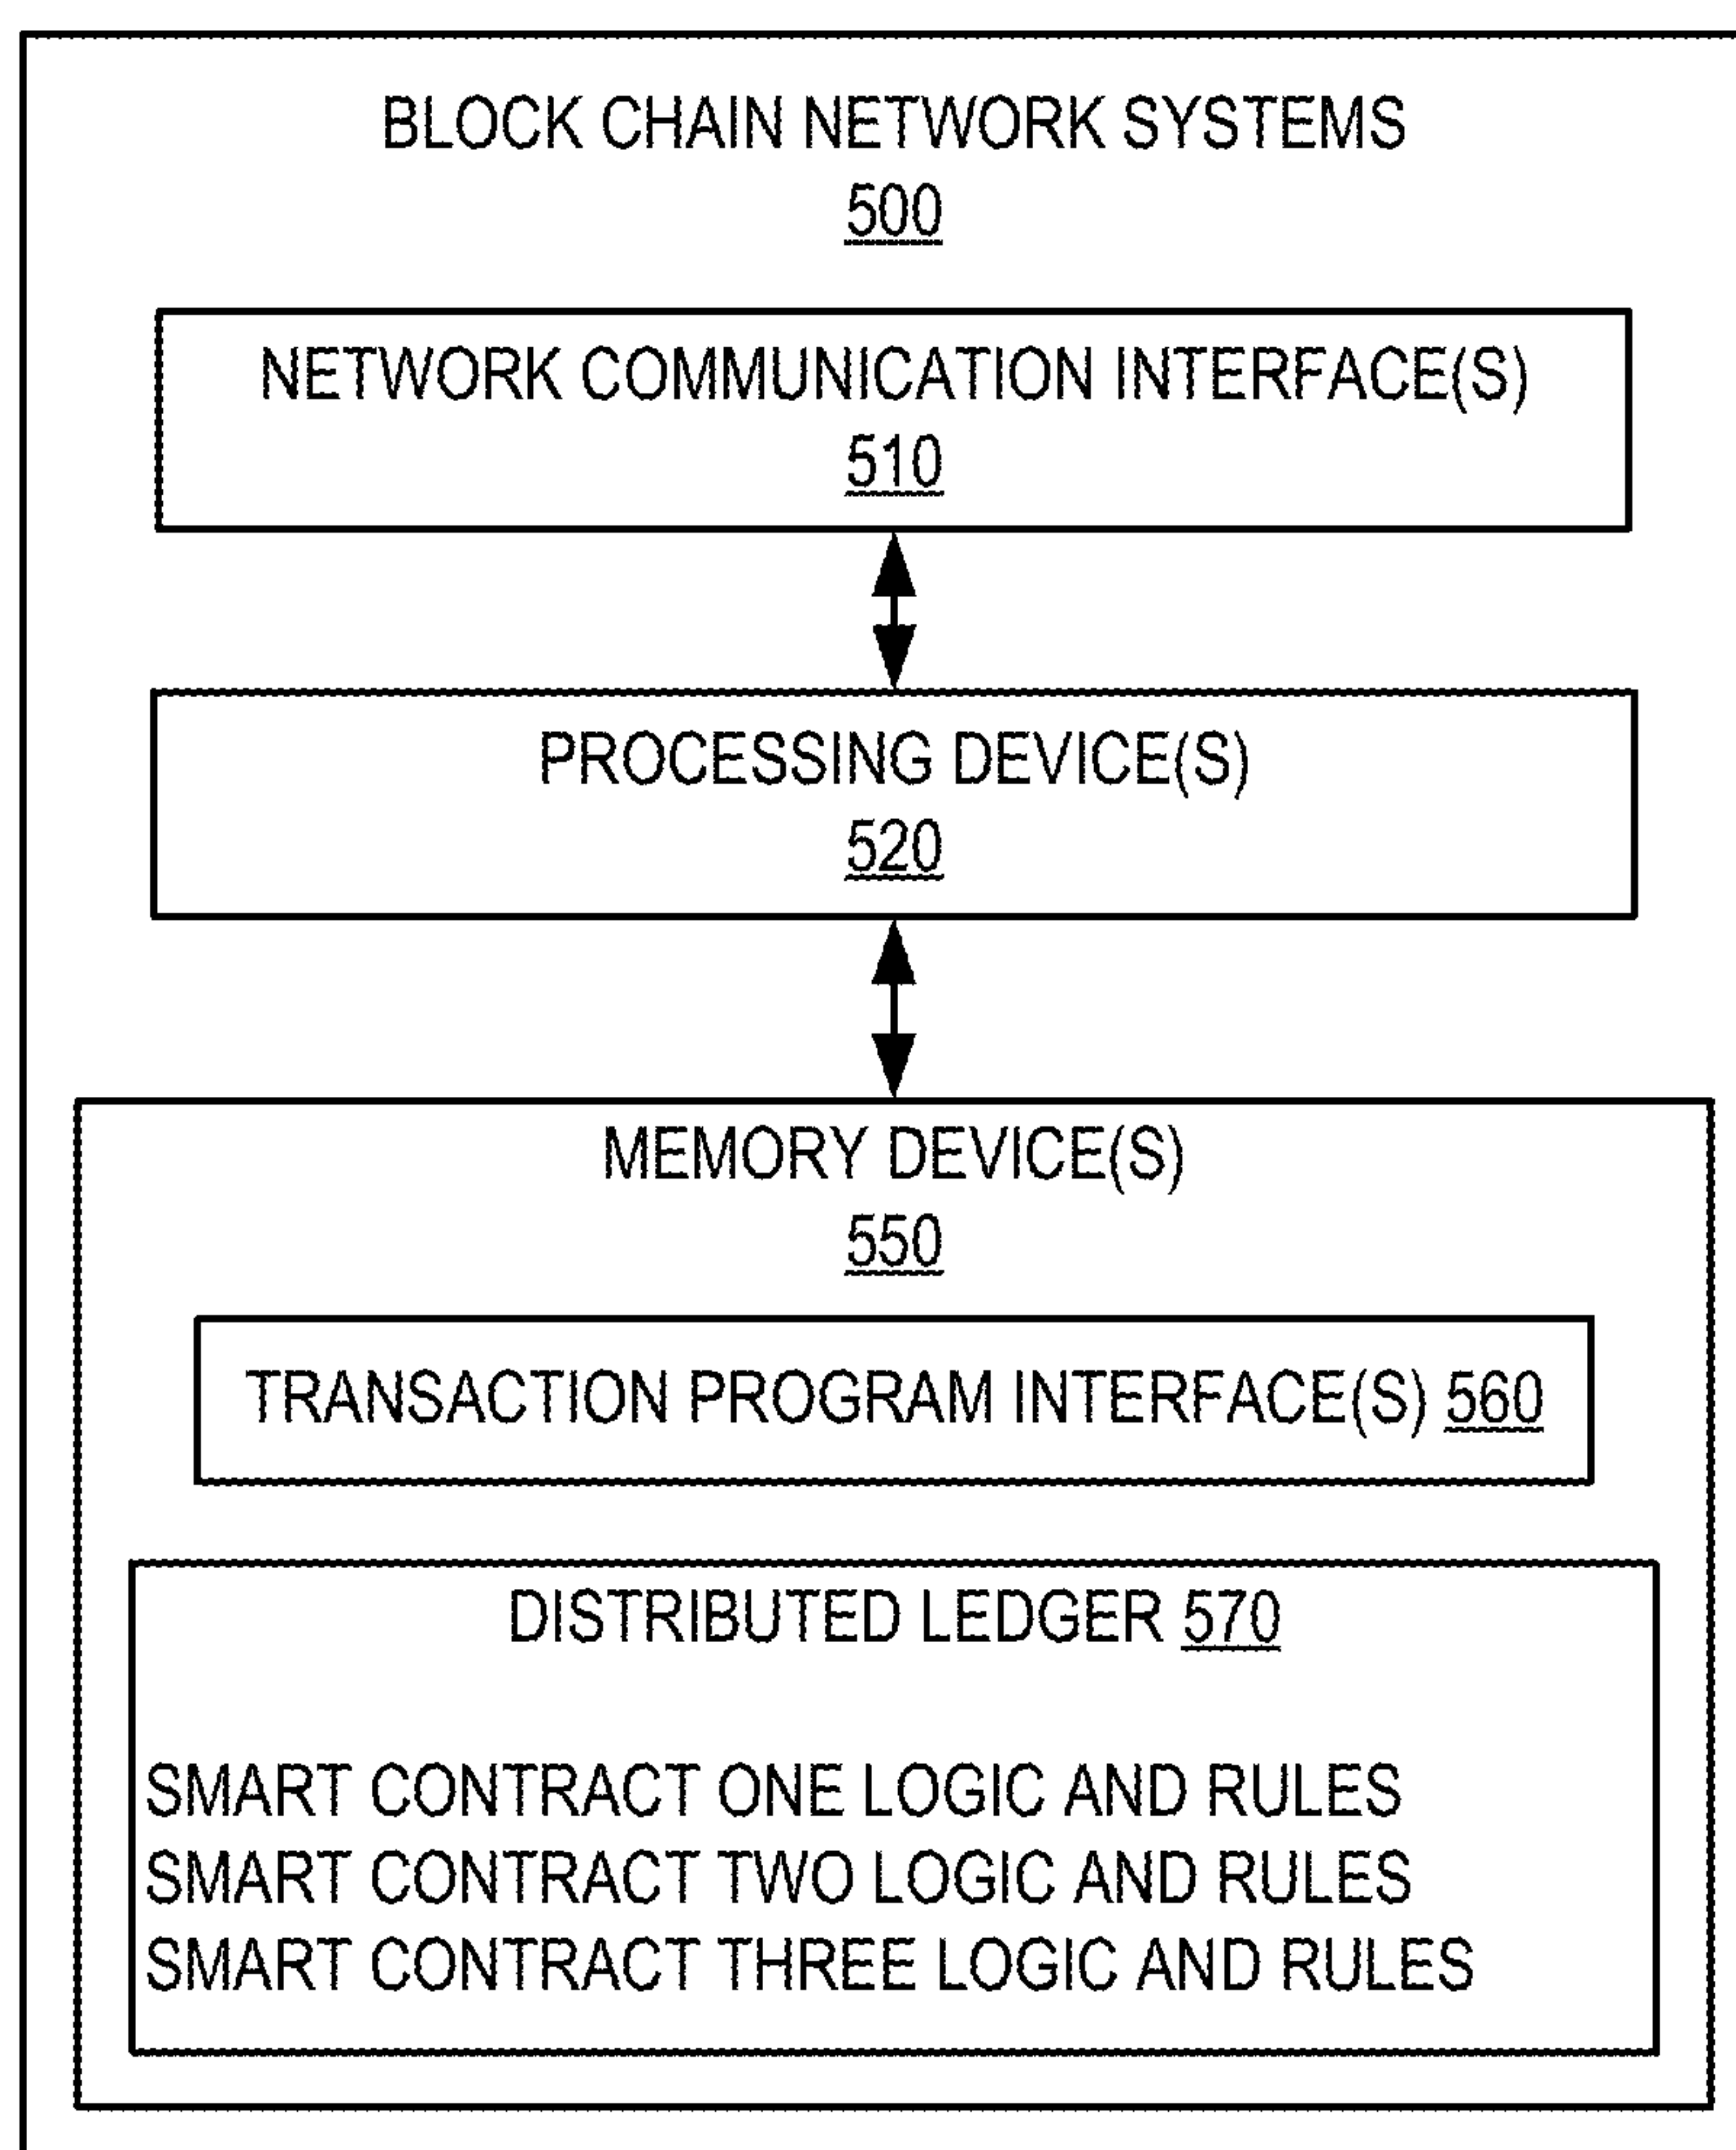 BLOCK CHAIN NETWORK SYSTEMS
500
NETWORK COMMUNICATION INTERFACE(S)
510
PROCESSING DEVICE(S)
520
MEMORY DEVICE(S)
550
TRANSACTION PROGRAM INTERFACE(S) 560
DISTRIBUTED LEDGER 570
SMART CONTRACT ONE LOGIC AND RULES
SMART CONTRACT TWO LOGIC AND RULES
SMART CONTRACT THREE LOGIC AND RULES